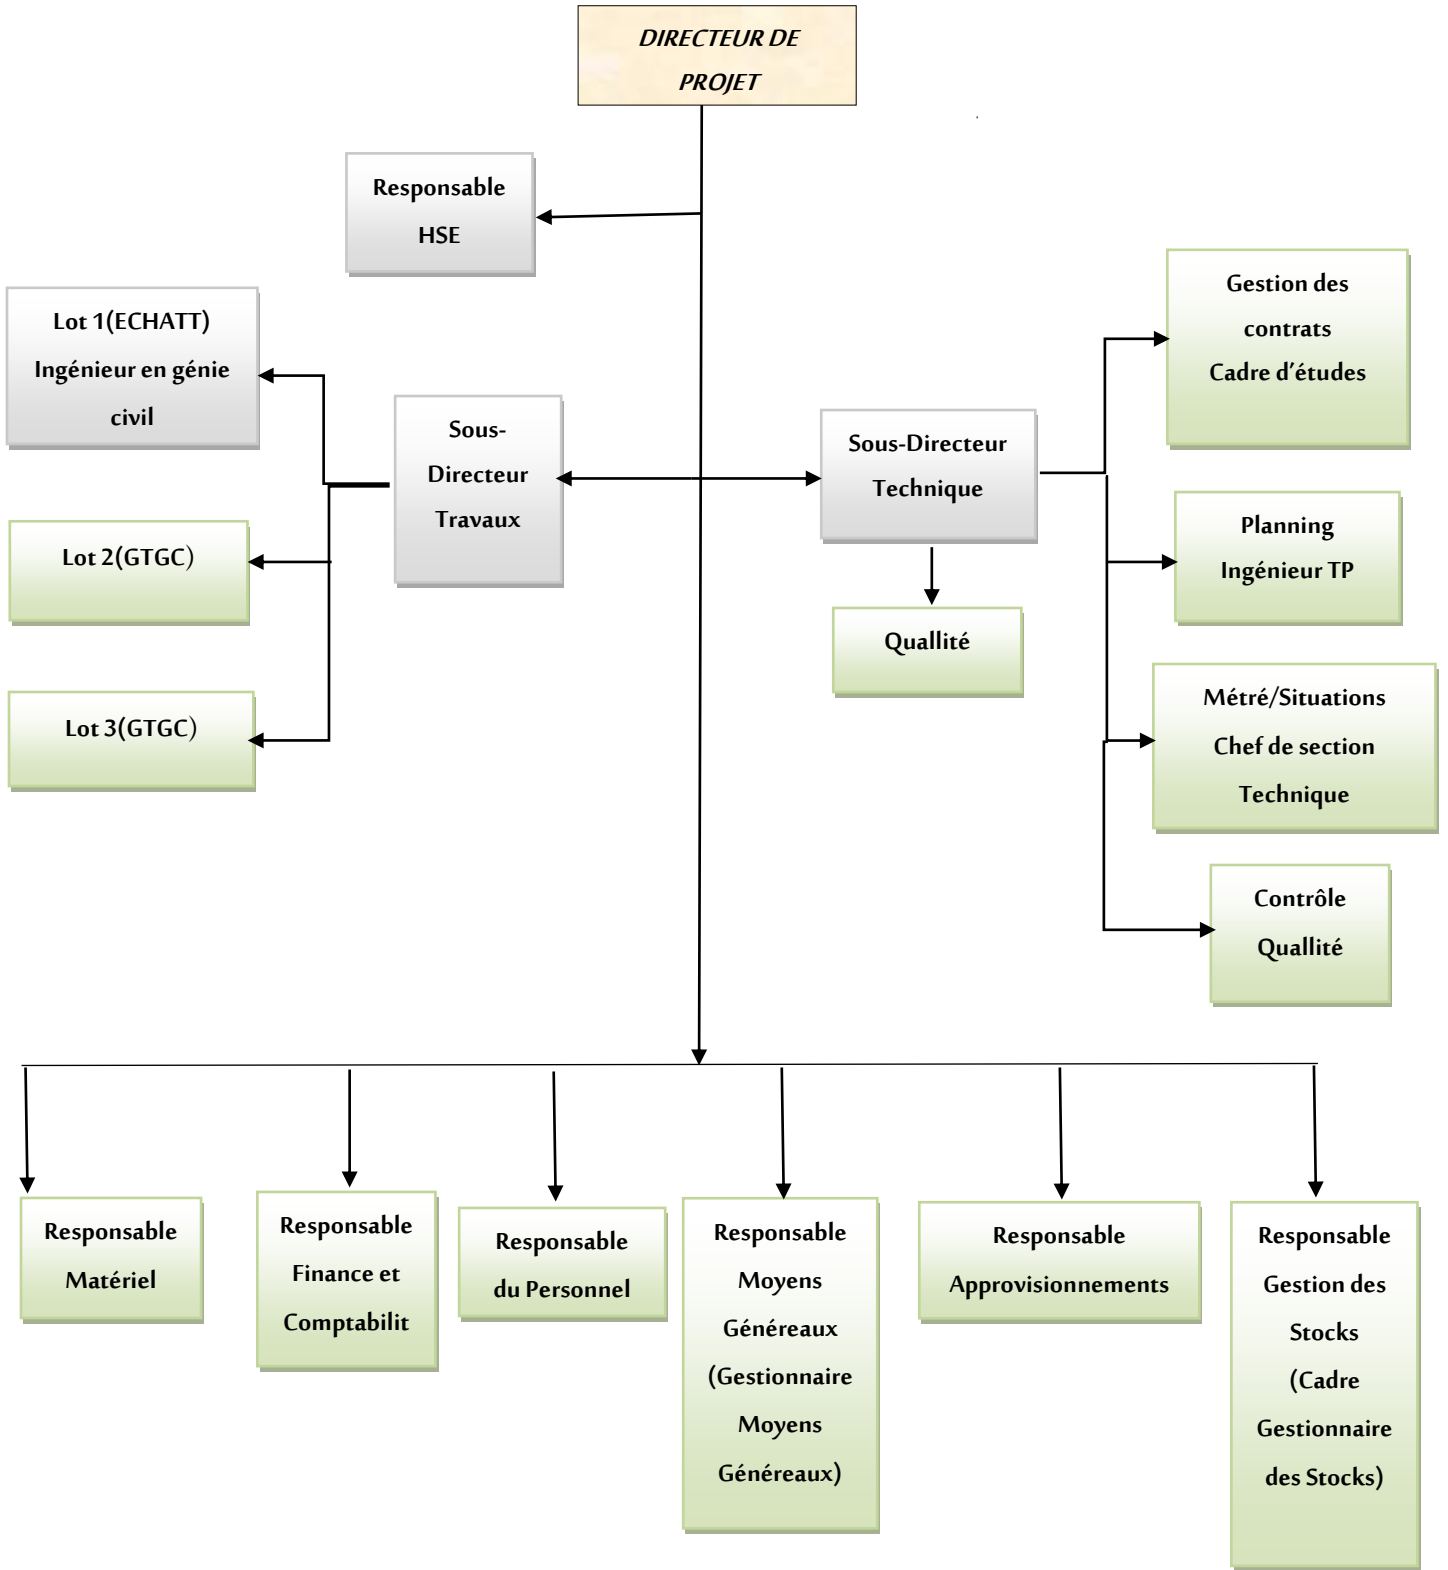 DIRECTEUR DE
PROJET
Responsable
HSE
Lot 1(ECHATT)
Ingénieur en génie
civil
Lot 2(GTGC)
Lot 3(GTGC)
Sous-
Directeur
Travaux
Sous-Directeur
Technique
Quallité
Gestion des
contrats
Cadre d'études
Planning
Ingénieur TP
Métré/Situations
Chef de section
Technique
Contrôle
Quallité
Responsable
Matériel
Responsable
Finance et
Comptabilit
Responsable
du Personnel
Responsable
Moyens
Généreaux
(Gestionnaire
Moyens
Généreaux)
Responsable
Approvisionnements
Responsable
Gestion des
Stocks
(Cadre
Gestionnaire
des Stocks)